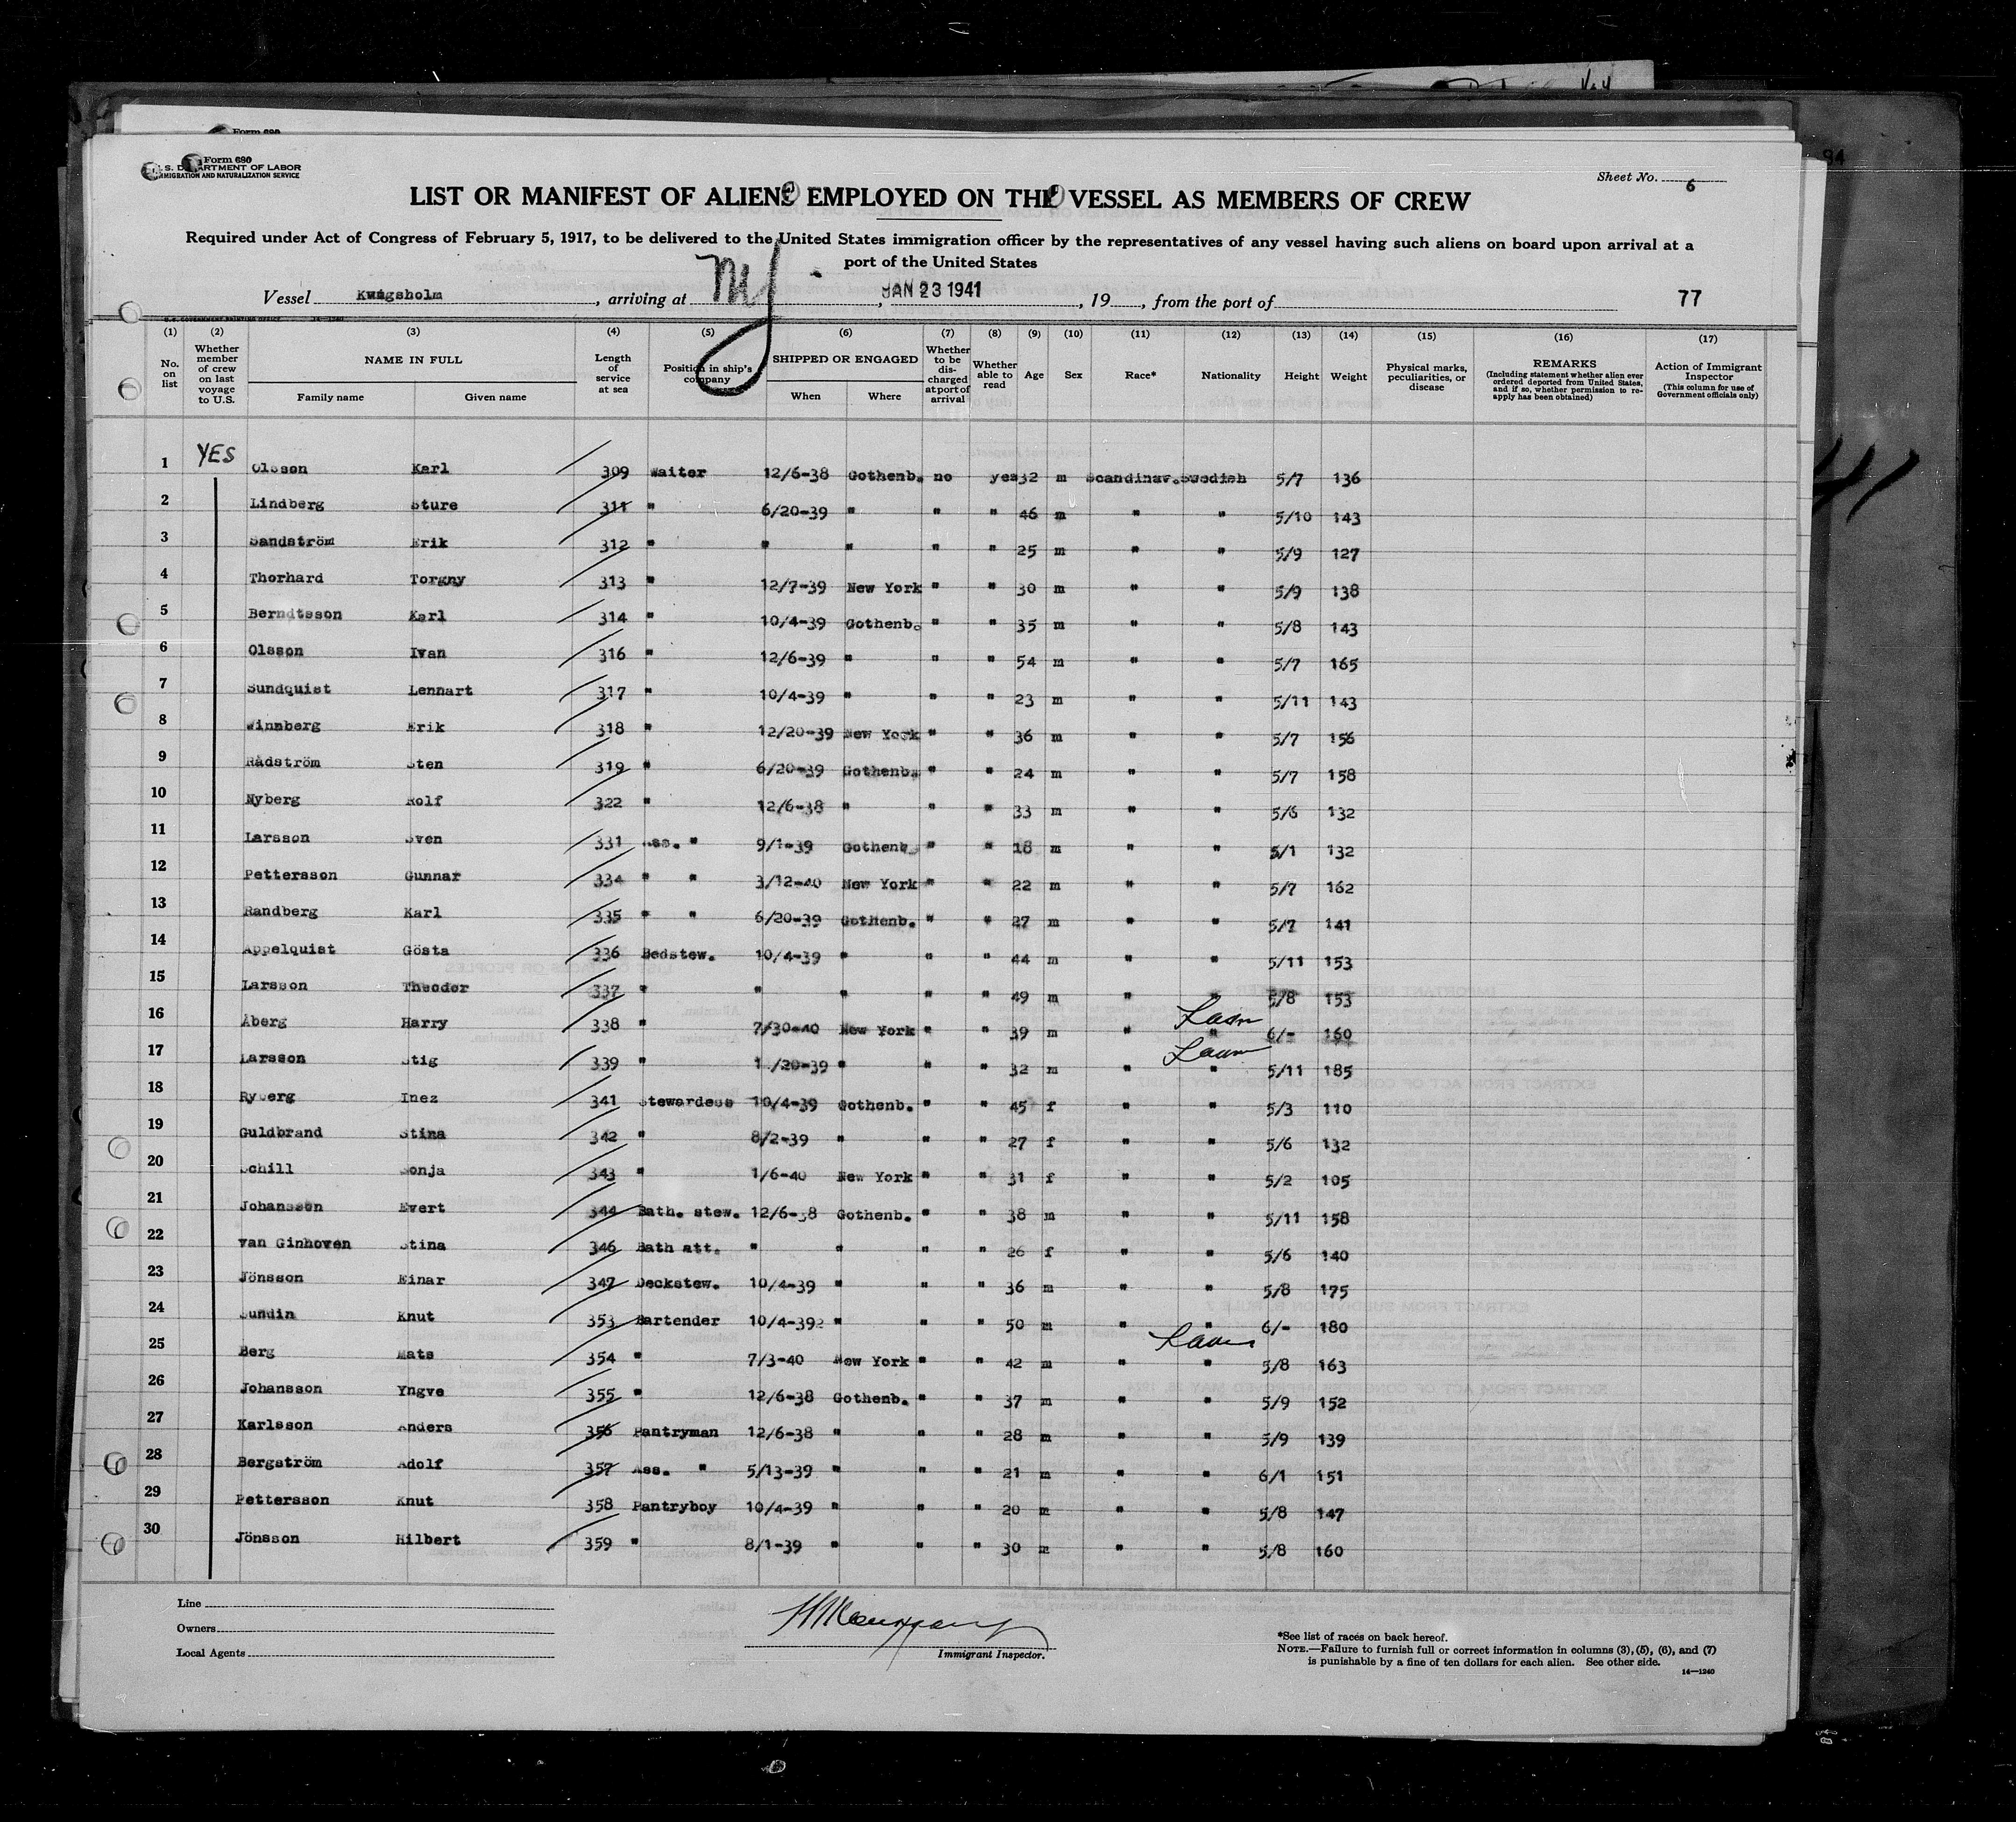 Form 680
U. S. DEPARTMENT OF LABOR
IMMIGRATION AND NATURALIZATION SERVICE
Sheet No. 6
LIST OR MANIFEST OF ALIENS EMPLOYED ON THE VESSEL AS MEMBERS OF CREW
Required under Act of Congress of February 5, 1917, to be delivered to the United States immigration officer by the representatives of any vessel having such aliens on board upon arrival at a
port of the United States
Vessel Kungsholm, arriving at NY, JAN 23 1941, 19, from the port of 77
(1) (2) (3) (4) (5) (6) (7) (8) (9) (10) (11) (12) (13) (14) (15) (16) (17)
No. on list
Whether member of crew on last voyage to U.S.
NAME IN FULL
Family name Given name
Length of service at sea
Position in ship's company
SHIPPED OR ENGAGED
When Where
Whether to be discharged at port of arrival
Whether able to read
Age
Sex
Race*
Nationality
Height
Weight
Physical marks, peculiarities, or disease
REMARKS
(Including statement whether alien ever ordered deported from United States, and if so, whether permission to reapply has been obtained)
Action of Immigrant Inspector
(This column for use of Government officials only)
1 YES Olsson Karl 309 Waiter 12/6-38 Gothenb. no yes 32 m Scandinav. Swedish 5/7 136
2 Lindberg Sture 311 " 6/20-39 " " " 46 m " " 5/10 143
3 Sandström Erik 312 " " " " " 25 m " " 5/9 127
4 Thorhard Torgny 313 " 12/7-39 New York " " 30 m " " 5/9 138
5 Berndtsson Karl 314 " 10/4-39 Gothenb. " " 35 m " " 5/8 143
6 Olsson Ivan 316 " 12/6-39 " " " 54 m " " 5/7 165
7 Sundquist Lennart 317 " 10/4-39 " " " 23 m " " 5/11 143
8 Winnberg Erik 318 " 12/20-39 New York " " 36 m " " 5/7 156
9 Rådström Sten 319 " 6/20-39 Gothenb. " " 24 m " " 5/7 158
10 Nyberg Rolf 322 " 12/6-38 " " " 33 m " " 5/6 132
11 Larsson Sven 331 Ass. " 9/1-39 Gothenb. " " 18 m " " 5/1 132
12 Pettersson Gunnar 334 " " 3/12-40 New York " " 22 m " " 5/7 162
13 Randberg Karl 335 " " 6/20-39 Gothenb. " " 27 m " " 5/7 141
14 Appelquist Gösta 336 Bedstew. 10/4-39 " " " 44 m " " 5/11 153
15 Larsson Theodor 337 " " " " " 49 m " " 5/8 153
16 Åberg Harry 338 " 7/30-40 New York " " 39 m " " 6/- 160
17 Larsson Stig 339 " /20-39 " " " 32 m " " 5/11 185
18 Ryberg Inez 341 Stewardess 10/4-39 Gothenb. " " 45 f " " 5/3 110
19 Guldbrand Stina 342 " 8/2-39 " " " 27 f " " 5/6 132
20 Schill Sonja 343 " 1/6-40 New York " " 31 f " " 5/2 105
21 Johansson Evert 344 Bath. stew. 12/6-38 Gothenb. " " 38 m " " 5/11 158
22 van Ginhoven Stina 346 Bath att. " " " " 26 f " " 5/6 140
23 Jönsson Einar 347 Deckstew. 10/4-39 " " " 36 m " " 5/8 175
24 Sundin Knut 353 Bartender 10/4-392 " " " 50 m " " 6/- 180
25 Berg Mats 354 " 7/3-40 New York " " 42 m " " 5/8 163
26 Johansson Yngve 355 " 12/6-38 Gothenb. " " 37 m " " 5/9 152
27 Karlsson Anders 356 Pantryman 12/6-38 " " " 28 m " " 5/9 139
28 Bergström Adolf 357 Ass. " 5/13-39 " " " 21 m " " 6/1 151
29 Pettersson Knut 358 Pantryboy 10/4-39 " " " 20 m " " 5/8 147
30 Jönsson Hilbert 359 " 8/1-39 " " " 30 m " " 5/8 160
Line
Owners
Local Agents
Immigrant Inspector.
*See list of races on back hereof.
NOTE.—Failure to furnish full or correct information in columns (3), (5), (6), and (7)
is punishable by a fine of ten dollars for each alien. See other side.
14—1240